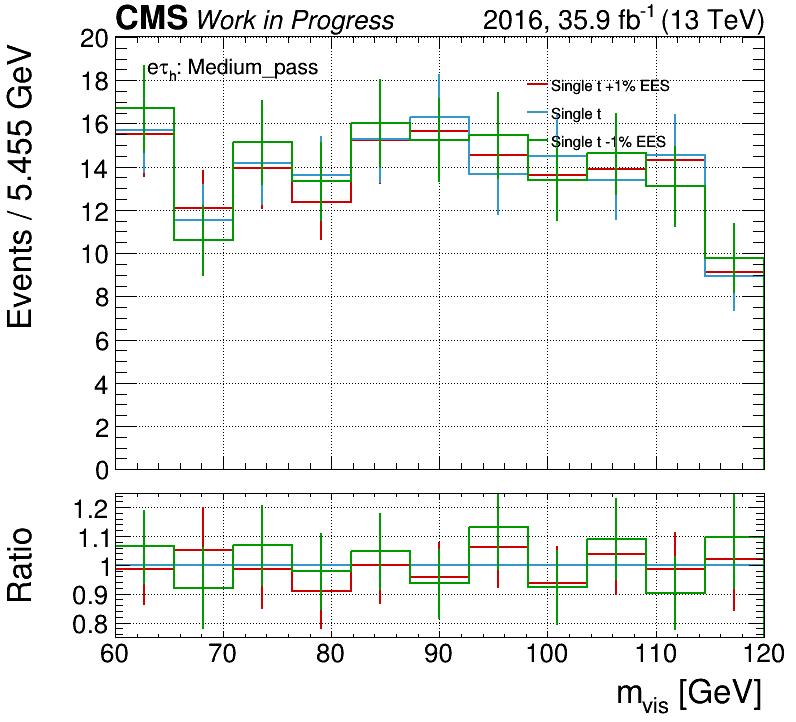 CMS Work in Progress 2016, 35.9 fb⁻¹ (13 TeV)
eτh: Medium_pass
Single t +1% EES
Single t
Single t -1% EES
Events / 5.455 GeV
20
18
16
14
12
10
8
6
4
2
0
Ratio
1.2
1.1
1
0.9
0.8
60 70 80 90 100 110 120
mvis [GeV]